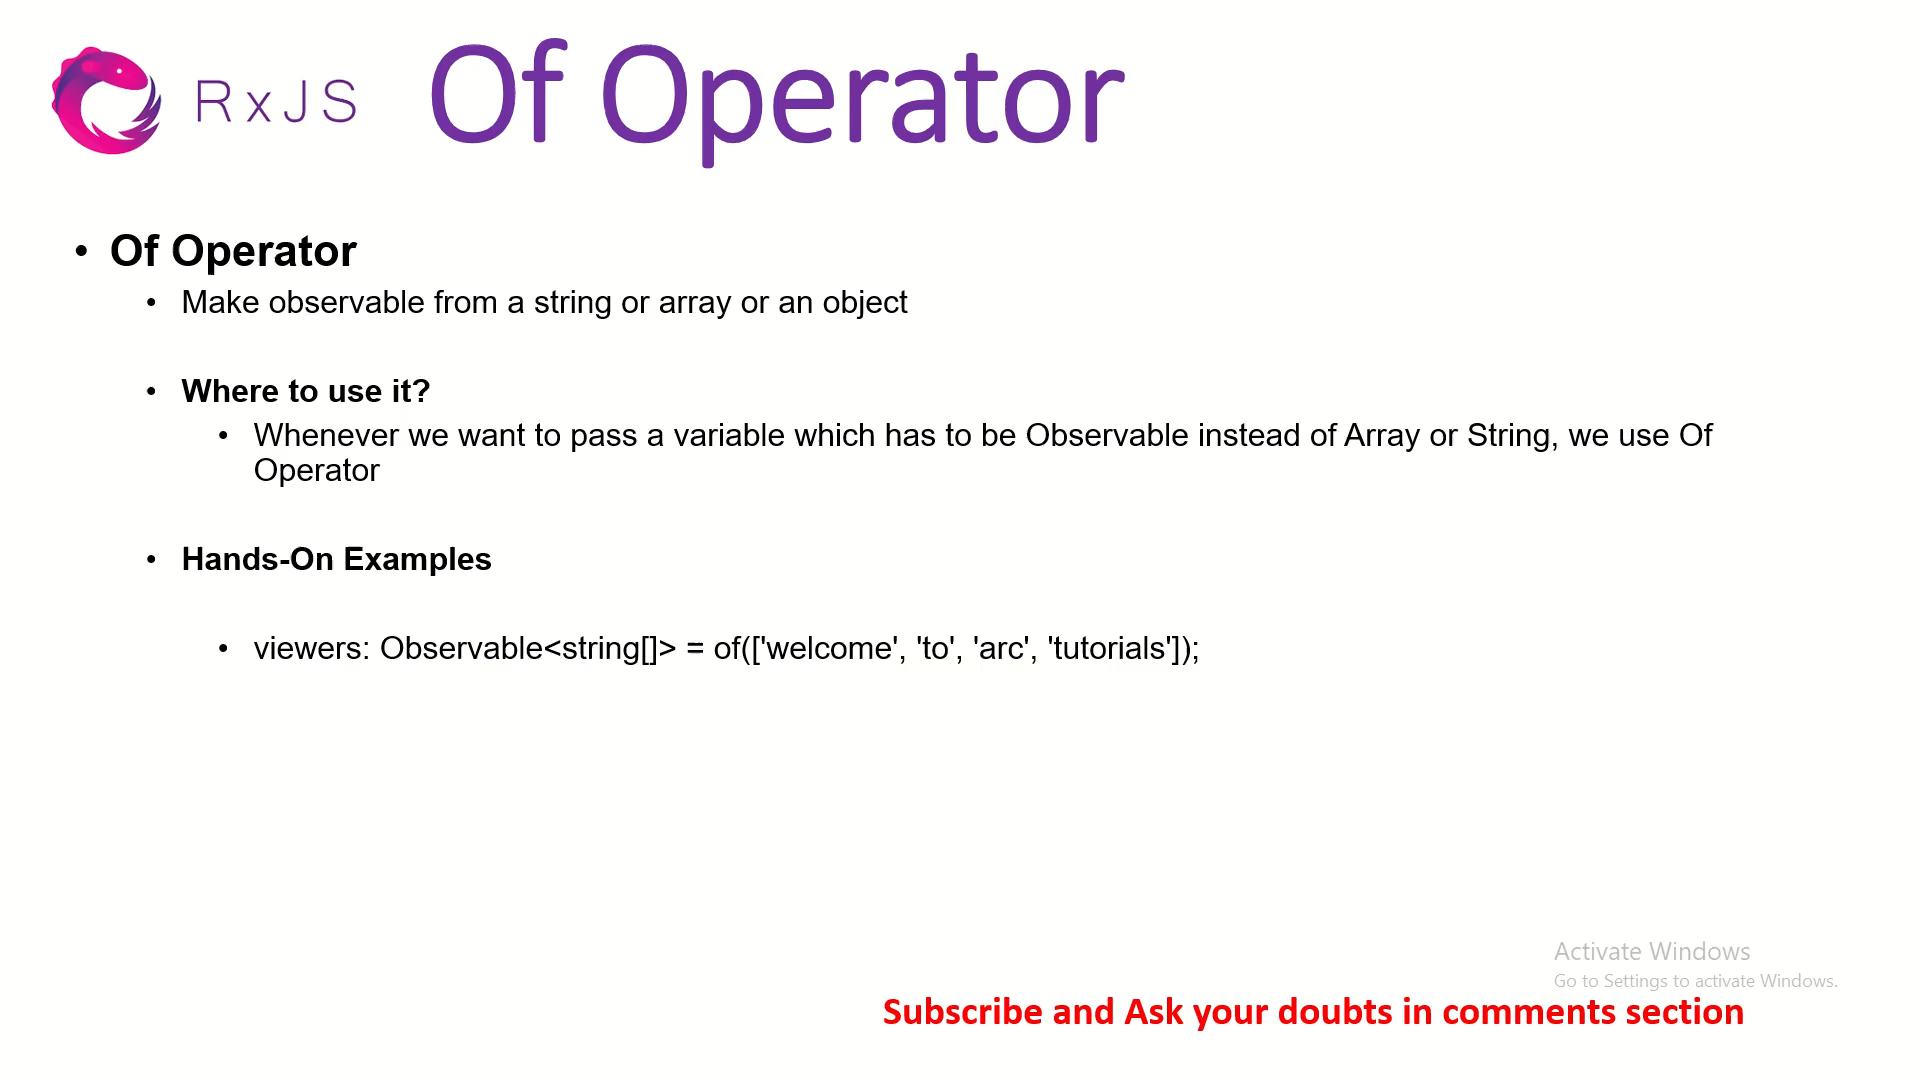 RxJS Of Operator
• Of Operator
• Make observable from a string or array or an object
• Where to use it?
• Whenever we want to pass a variable which has to be Observable instead of Array or String, we use Of
Operator
• Hands-On Examples
• viewers: Observable<string[]> = of(['welcome', 'to', 'arc', 'tutorials']);
Activate Windows
Go to Settings to activate Windows.
Subscribe and Ask your doubts in comments section